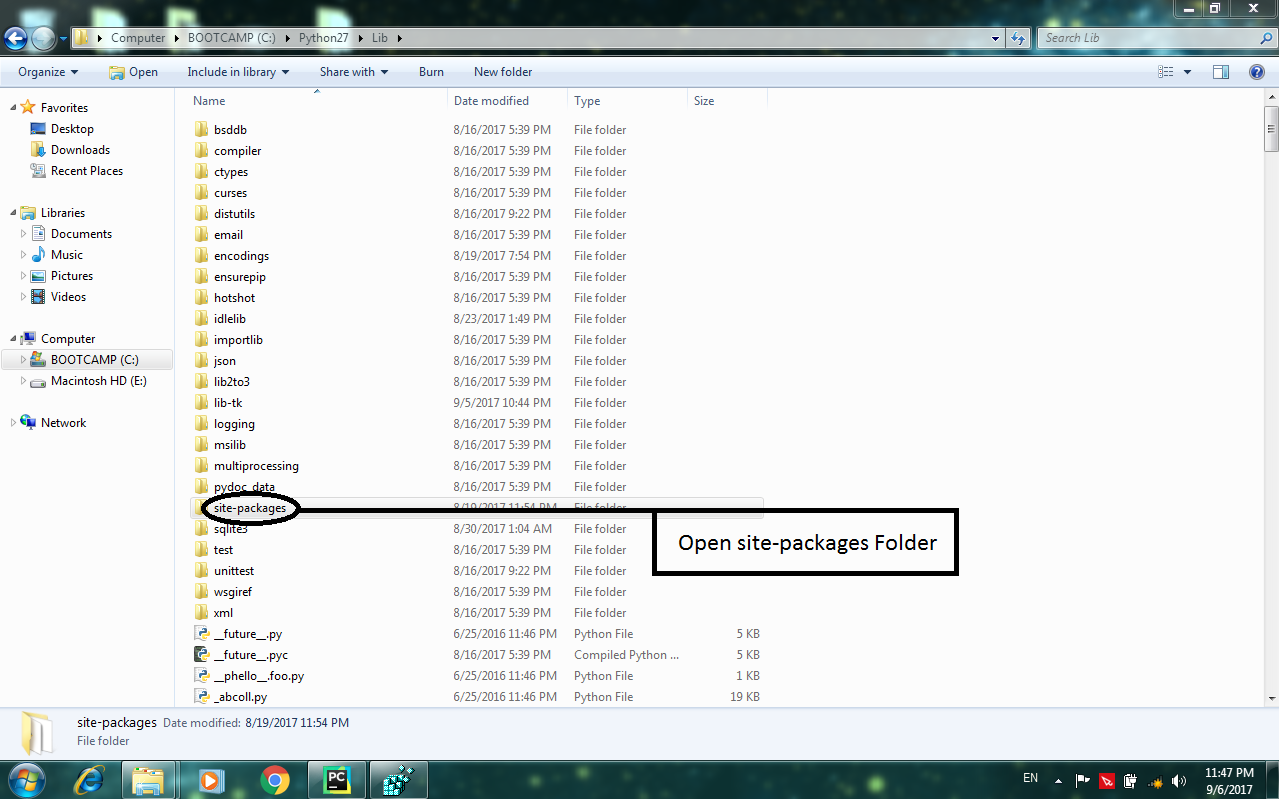 Computer BOOTCAMP (C:) Python27 Lib Search Lib
Organize Open Include in library Share with Burn New folder
Name Date modified Type Size
Favorites
Desktop
Downloads
Recent Places
Libraries
Documents
Music
Pictures
Videos
Computer
BOOTCAMP (C:)
Macintosh HD (E:)
Network
bsddb 8/16/2017 5:39 PM File folder
compiler 8/16/2017 5:39 PM File folder
ctypes 8/16/2017 5:39 PM File folder
curses 8/16/2017 5:39 PM File folder
distutils 8/16/2017 9:22 PM File folder
email 8/16/2017 5:39 PM File folder
encodings 8/19/2017 7:54 PM File folder
ensurepip 8/16/2017 5:39 PM File folder
hotshot 8/16/2017 5:39 PM File folder
idlelib 8/23/2017 1:49 PM File folder
importlib 8/16/2017 5:39 PM File folder
json 8/16/2017 5:39 PM File folder
lib2to3 8/16/2017 5:39 PM File folder
lib-tk 9/5/2017 10:44 PM File folder
logging 8/16/2017 5:39 PM File folder
msilib 8/16/2017 5:39 PM File folder
multiprocessing 8/16/2017 5:39 PM File folder
pydoc_data 8/16/2017 5:39 PM File folder
site-packages 8/19/2017 11:54 PM File folder
sqlite3 8/30/2017 1:04 AM File folder
test 8/16/2017 5:39 PM File folder
unittest 8/16/2017 9:22 PM File folder
wsgiref 8/16/2017 5:39 PM File folder
xml 8/16/2017 5:39 PM File folder
__future__.py 6/25/2016 11:46 PM Python File 5 KB
__future__.pyc 8/16/2017 5:39 PM Compiled Python ... 5 KB
__phello__.foo.py 6/25/2016 11:46 PM Python File 1 KB
_abcoll.py 6/25/2016 11:46 PM Python File 19 KB
Open site-packages Folder
site-packages Date modified: 8/19/2017 11:54 PM
File folder
PC
EN
11:47 PM
9/6/2017